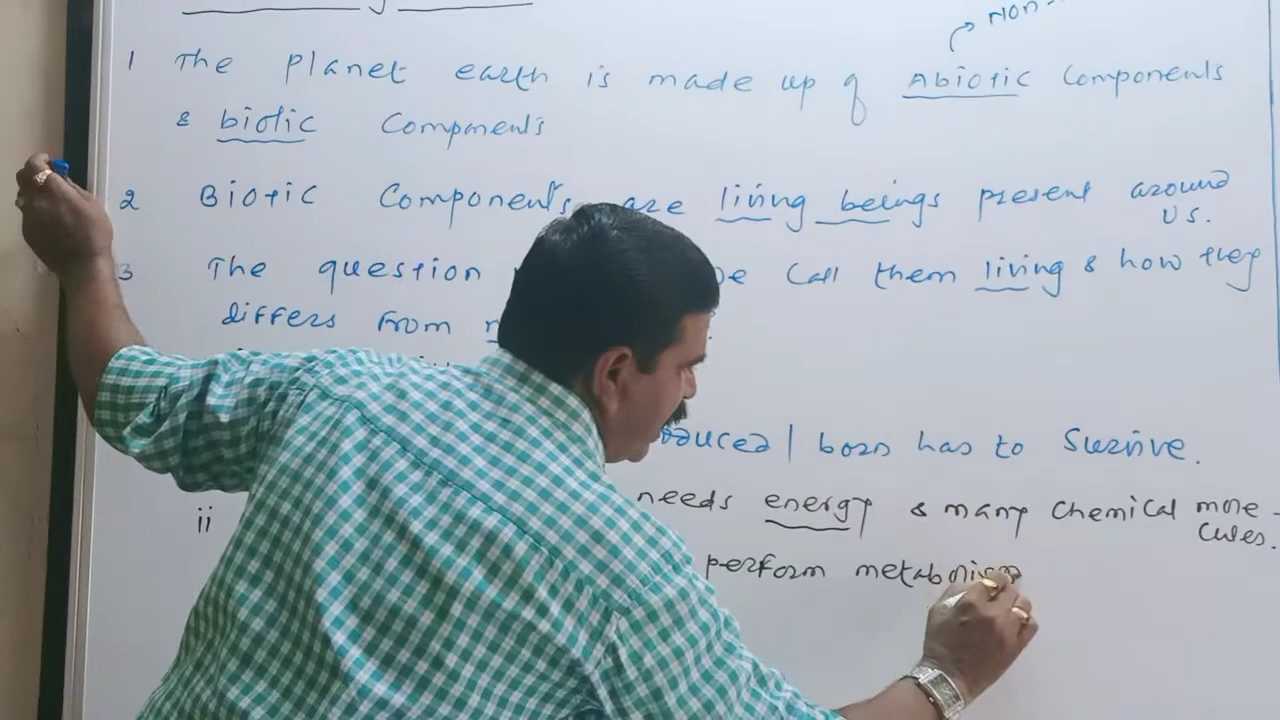 Non-
1 The planet earth is made up of Abiotic Components
& biotic Components
2 Biotic Components are living beings present around
us.
3 The question call them living & how they
differs from
born has to Survive.
ii needs energy & many Chemical mole-
cules.
perform metabolism